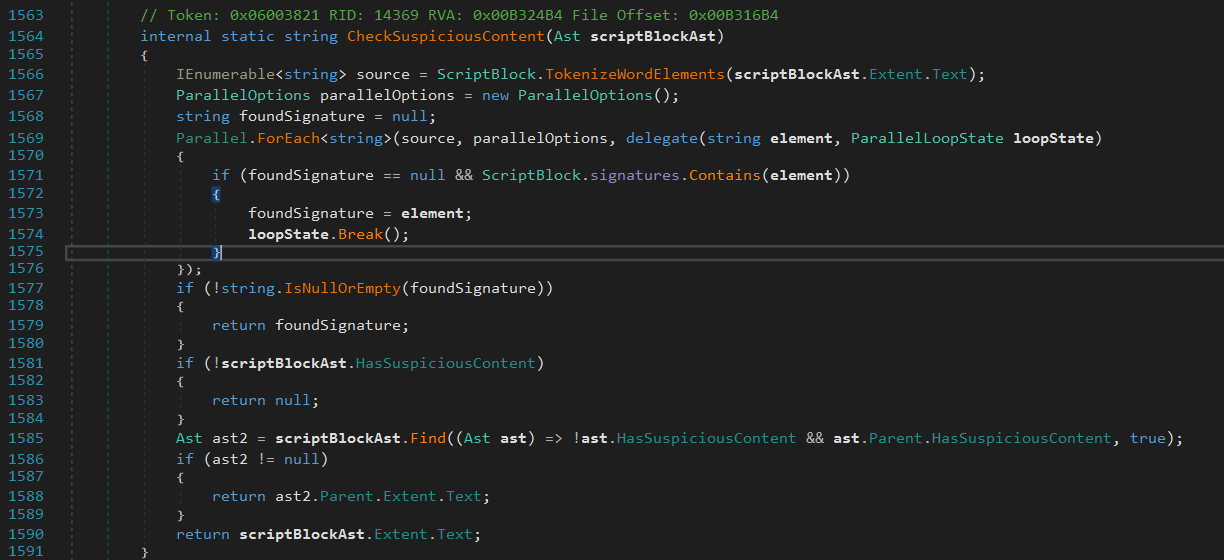 1563 // Token: 0x06003821 RID: 14369 RVA: 0x00B324B4 File Offset: 0x00B316B4
1564 internal static string CheckSuspiciousContent(Ast scriptBlockAst)
1565 {
1566 IEnumerable<string> source = ScriptBlock.TokenizeWordElements(scriptBlockAst.Extent.Text);
1567 ParallelOptions parallelOptions = new ParallelOptions();
1568 string foundSignature = null;
1569 Parallel.ForEach<string>(source, parallelOptions, delegate(string element, ParallelLoopState loopState)
1570 {
1571 if (foundSignature == null && ScriptBlock.signatures.Contains(element))
1572 {
1573 foundSignature = element;
1574 loopState.Break();
1575 }
1576 });
1577 if (!string.IsNullOrEmpty(foundSignature))
1578 {
1579 return foundSignature;
1580 }
1581 if (!scriptBlockAst.HasSuspiciousContent)
1582 {
1583 return null;
1584 }
1585 Ast ast2 = scriptBlockAst.Find((Ast ast) => !ast.HasSuspiciousContent && ast.Parent.HasSuspiciousContent, true);
1586 if (ast2 != null)
1587 {
1588 return ast2.Parent.Extent.Text;
1589 }
1590 return scriptBlockAst.Extent.Text;
1591 }